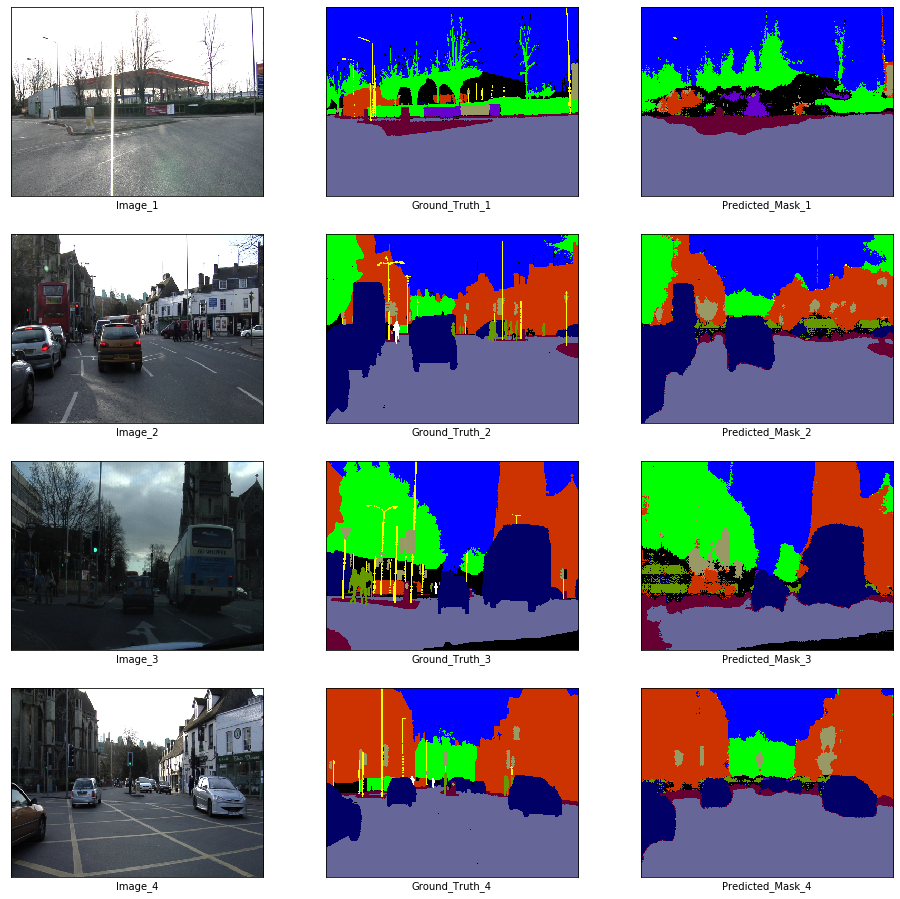 Image_1
Ground_Truth_1
Predicted_Mask_1
Image_2
Ground_Truth_2
Predicted_Mask_2
Image_3
Ground_Truth_3
Predicted_Mask_3
Image_4
Ground_Truth_4
Predicted_Mask_4